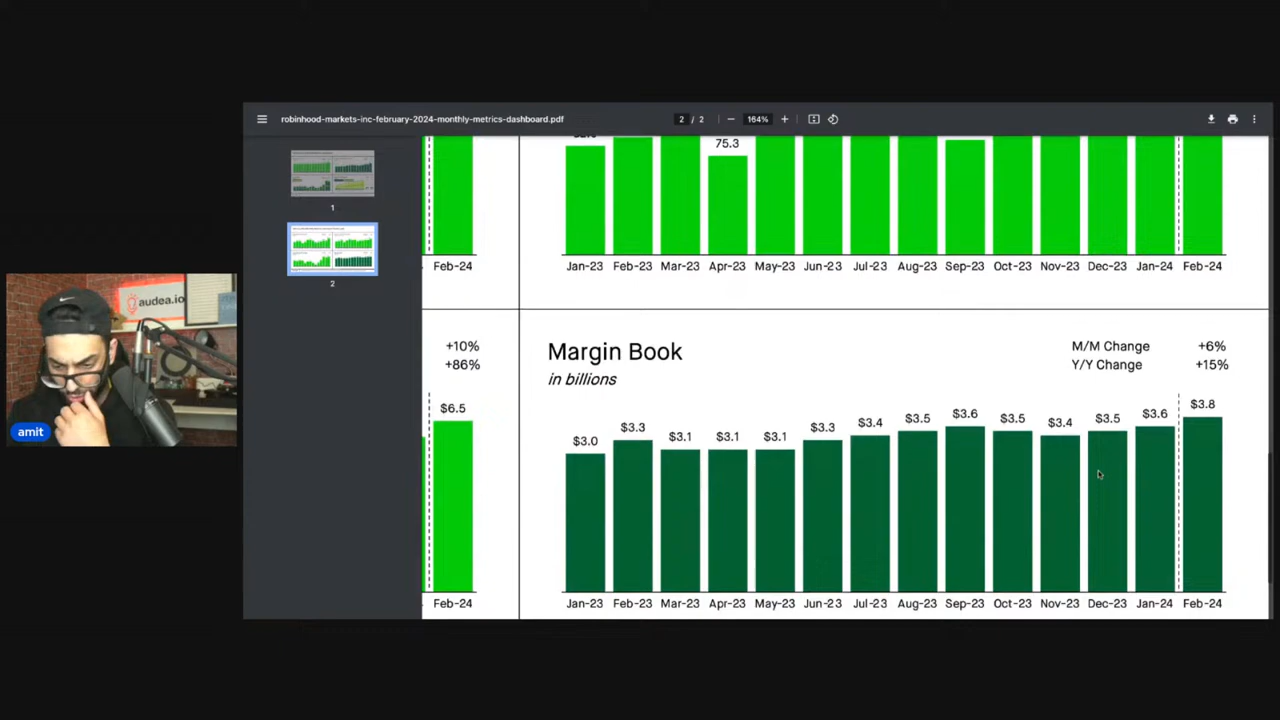 robinhood-markets-inc-february-2024-monthly-metrics-dashboard.pdf
2 / 2
164%
1
2
75.3
Feb-24
Jan-23 Feb-23 Mar-23 Apr-23 May-23 Jun-23 Jul-23 Aug-23 Sep-23 Oct-23 Nov-23 Dec-23 Jan-24 Feb-24
+10%
+86%
$6.5
Feb-24
Margin Book
in billions
M/M Change +6%
Y/Y Change +15%
$3.0 $3.3 $3.1 $3.1 $3.1 $3.3 $3.4 $3.5 $3.6 $3.5 $3.4 $3.5 $3.6 $3.8
Jan-23 Feb-23 Mar-23 Apr-23 May-23 Jun-23 Jul-23 Aug-23 Sep-23 Oct-23 Nov-23 Dec-23 Jan-24 Feb-24
audea.io
amit